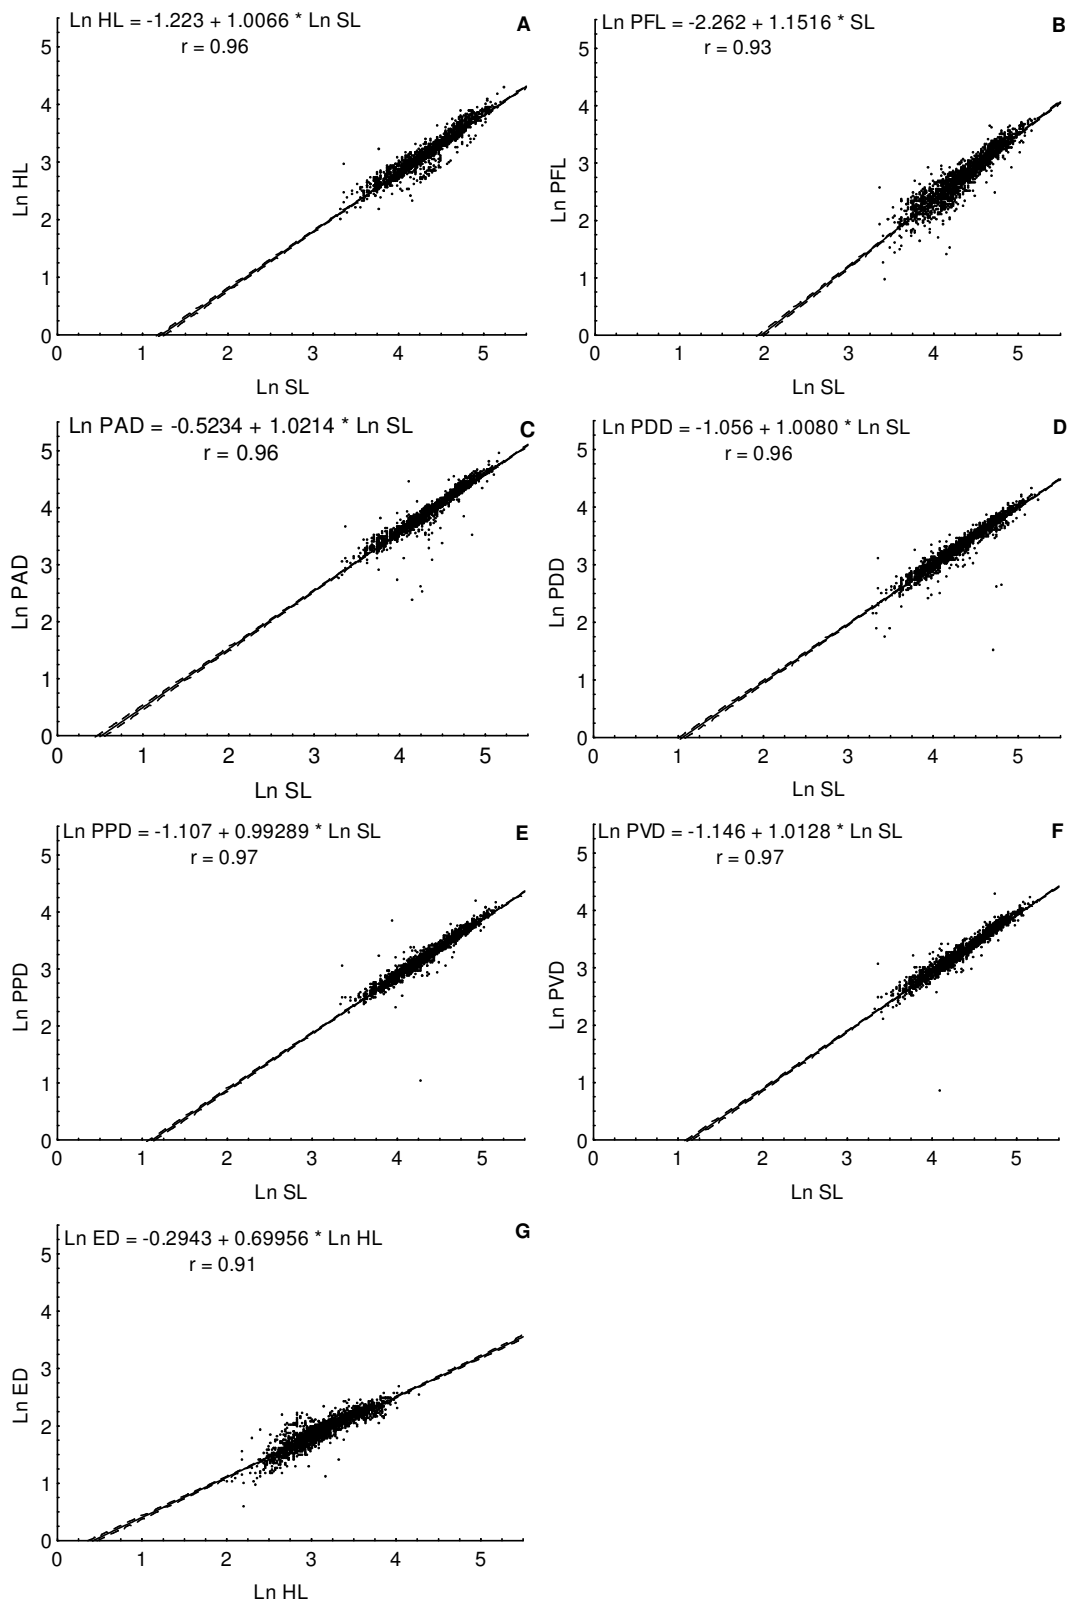 Ln HL = -1.223 + 1.0066 * Ln SL
r = 0.96
A
5
4
3
2
1
0
Ln HL
0 1 2 3 4 5
Ln SL
Ln PFL = -2.262 + 1.1516 * SL
r = 0.93
B
5
4
3
2
1
0
Ln PFL
0 1 2 3 4 5
Ln SL
Ln PAD = -0.5234 + 1.0214 * Ln SL
r = 0.96
C
5
4
3
2
1
0
Ln PAD
0 1 2 3 4 5
Ln SL
Ln PDD = -1.056 + 1.0080 * Ln SL
r = 0.96
D
5
4
3
2
1
0
Ln PDD
0 1 2 3 4 5
Ln SL
Ln PPD = -1.107 + 0.99289 * Ln SL
r = 0.97
E
5
4
3
2
1
0
Ln PPD
0 1 2 3 4 5
Ln SL
Ln PVD = -1.146 + 1.0128 * Ln SL
r = 0.97
F
5
4
3
2
1
0
Ln PVD
0 1 2 3 4 5
Ln SL
Ln ED = -0.2943 + 0.69956 * Ln HL
r = 0.91
G
5
4
3
2
1
0
Ln ED
0 1 2 3 4 5
Ln HL